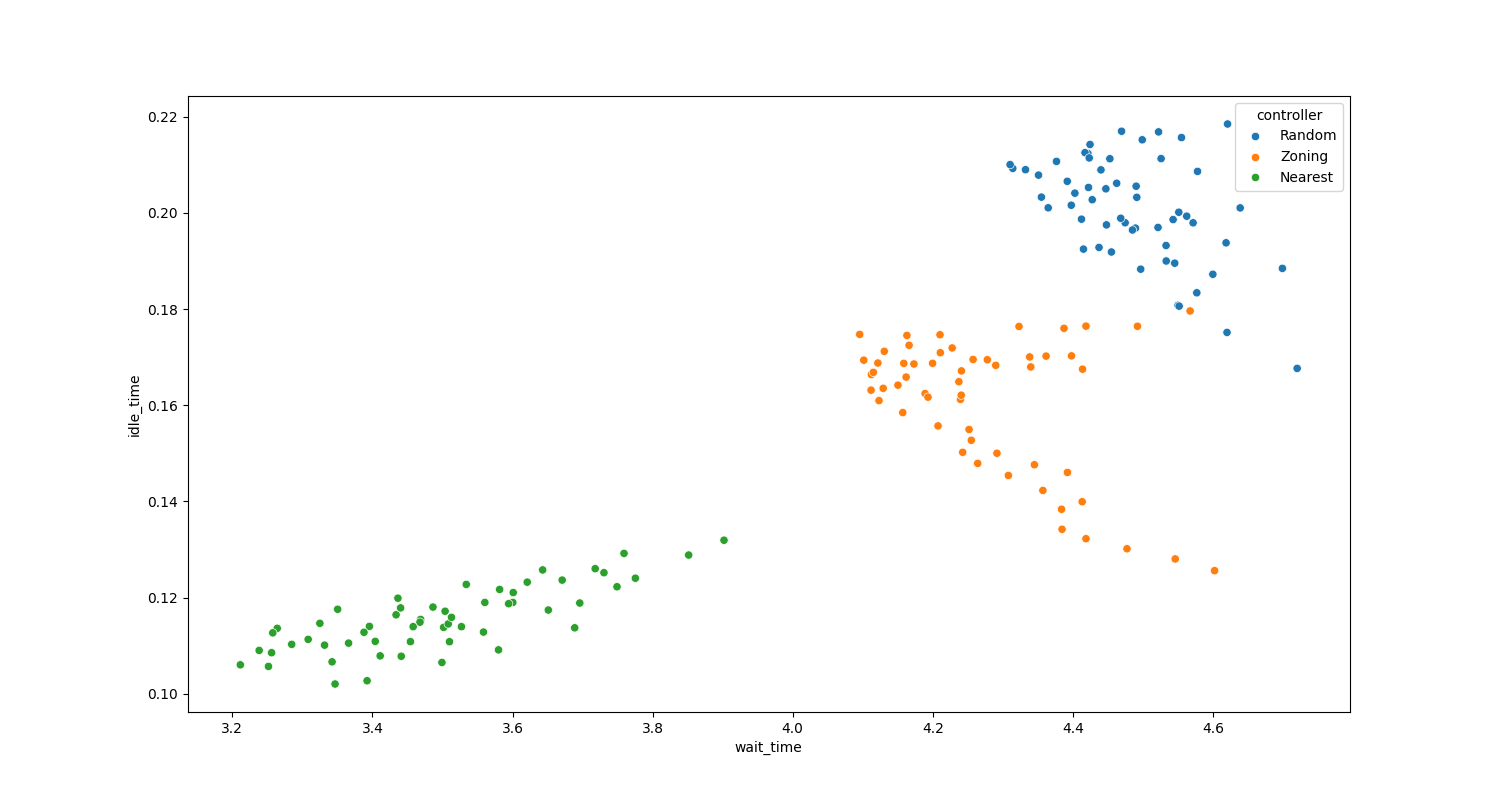 controller
Random
Zoning
Nearest
0.22
0.20
0.18
0.16
0.14
0.12
0.10
idle_time
3.2 3.4 3.6 3.8 4.0 4.2 4.4 4.6
wait_time